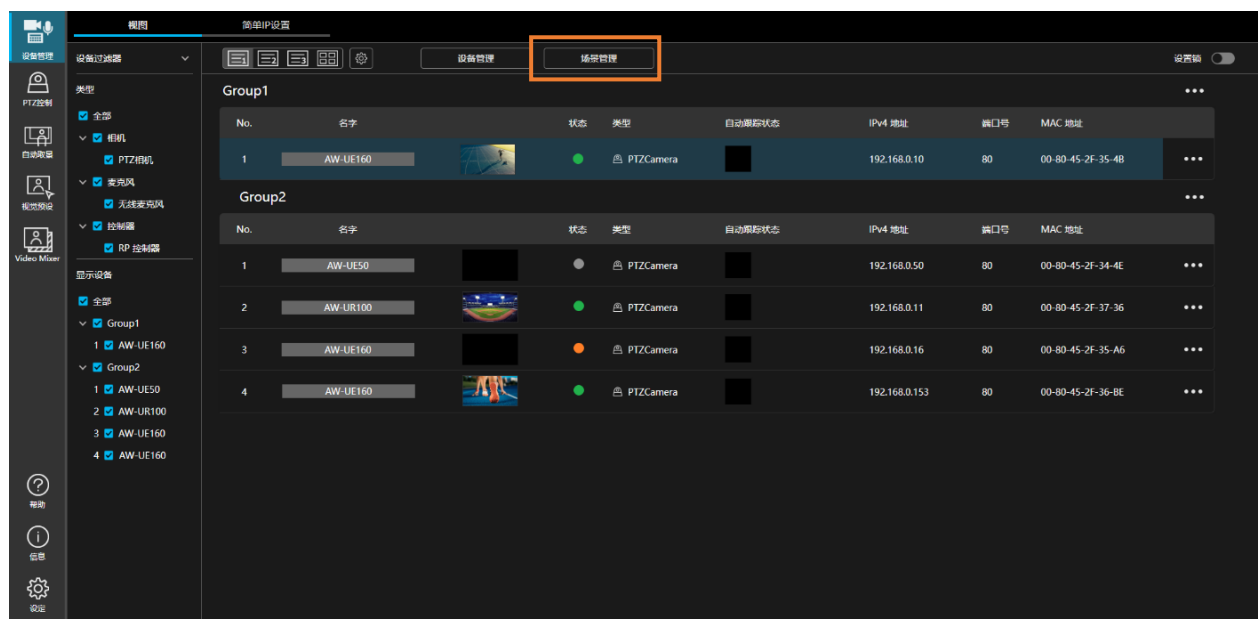 视图 简单IP设置
设备管理
设备过滤器
1 2 3 设备管理 场景管理 设置锁
PTZ控制
类型
Group1
全部
No. 名字 状态 类型 自动跟踪状态 IPv4 地址 端口号 MAC 地址
相机
自动取景
PTZ相机
1 AW-UE160 PTZCamera 192.168.0.10 80 00-80-45-2F-35-4B
麦克风
Group2
无线麦克风
视觉预设
控制器
No. 名字 状态 类型 自动跟踪状态 IPv4 地址 端口号 MAC 地址
RP 控制器
Video Mixer
1 AW-UE50 PTZCamera 192.168.0.50 80 00-80-45-2F-34-4E
显示设备
全部
2 AW-UR100 PTZCamera 192.168.0.11 80 00-80-45-2F-37-36
Group1
1 AW-UE160
3 AW-UE160 PTZCamera 192.168.0.16 80 00-80-45-2F-35-A6
Group2
1 AW-UE50
4 AW-UE160 PTZCamera 192.168.0.153 80 00-80-45-2F-36-BE
2 AW-UR100
3 AW-UE160
4 AW-UE160
帮助
信息
设定